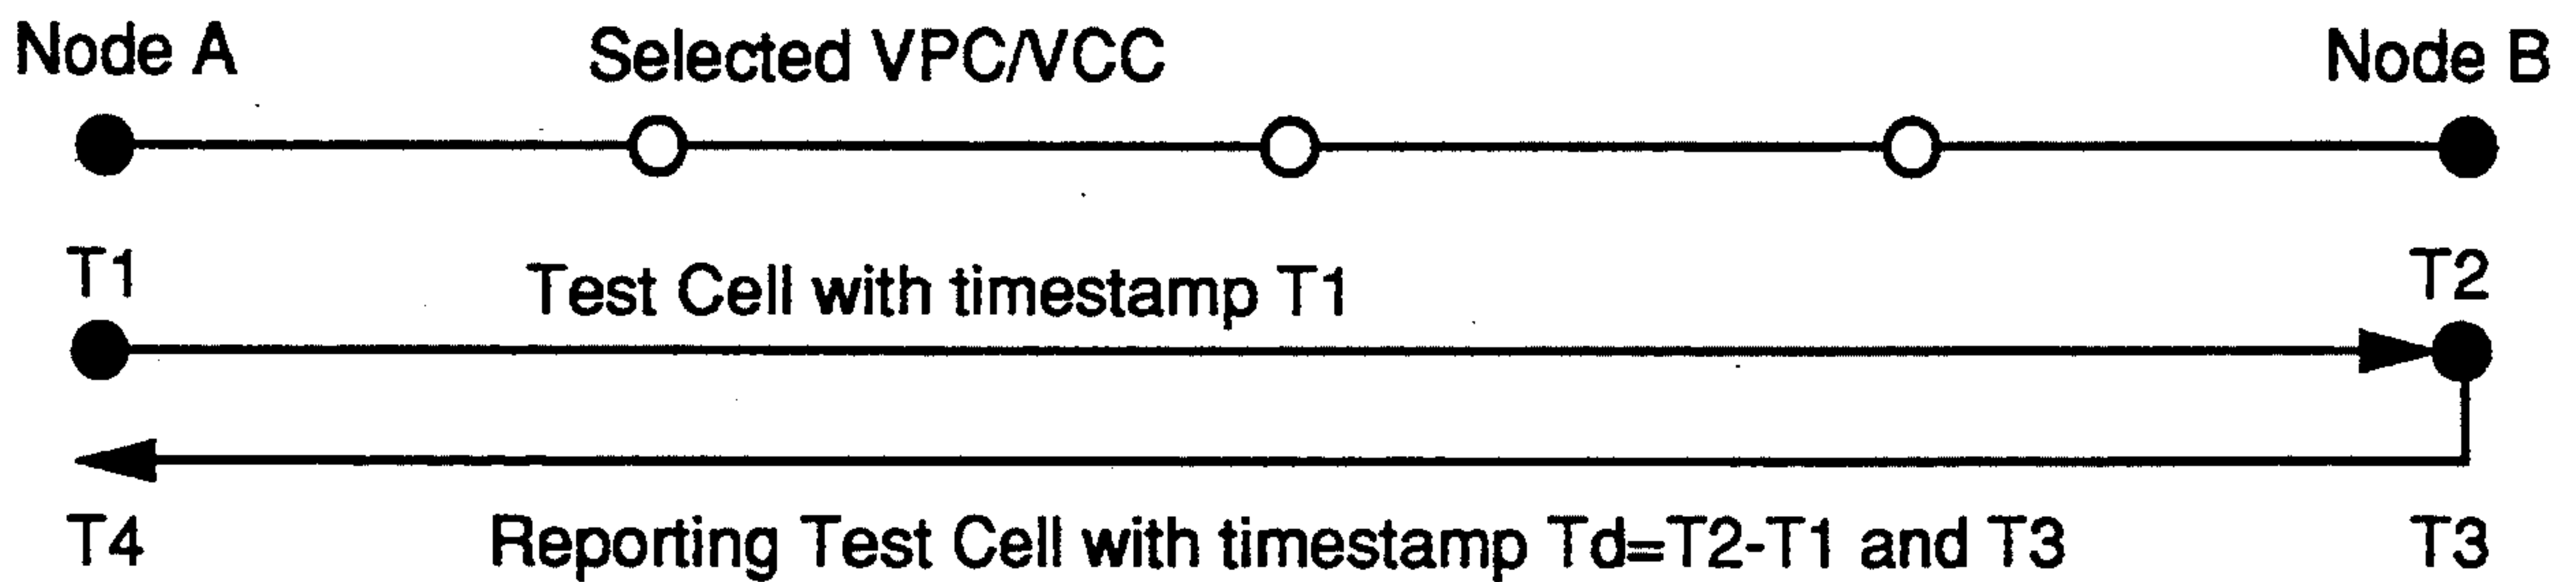 Node A Selected VPC/VCC Node B
T1 Test Cell with timestamp T1 T2
T4 Reporting Test Cell with timestamp Td=T2-T1 and T3 T3